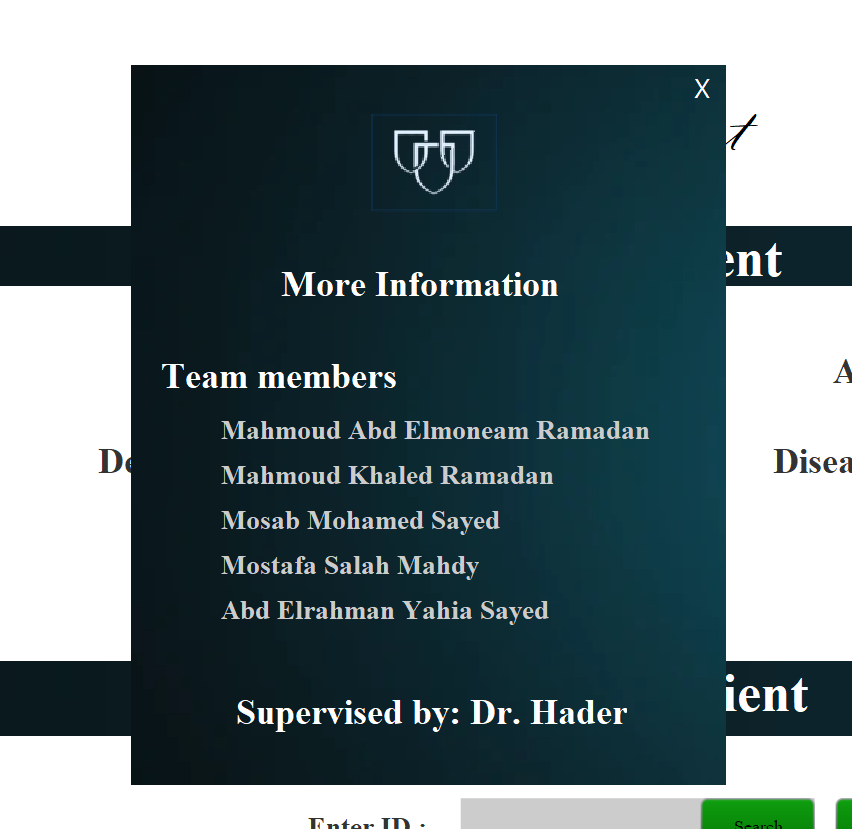 X
t
ent
More Information
Team members
A
Mahmoud Abd Elmoneam Ramadan
De
Disea
Mahmoud Khaled Ramadan
Mosab Mohamed Sayed
Mostafa Salah Mahdy
Abd Elrahman Yahia Sayed
ient
Supervised by: Dr. Hader
Enter ID :
Search